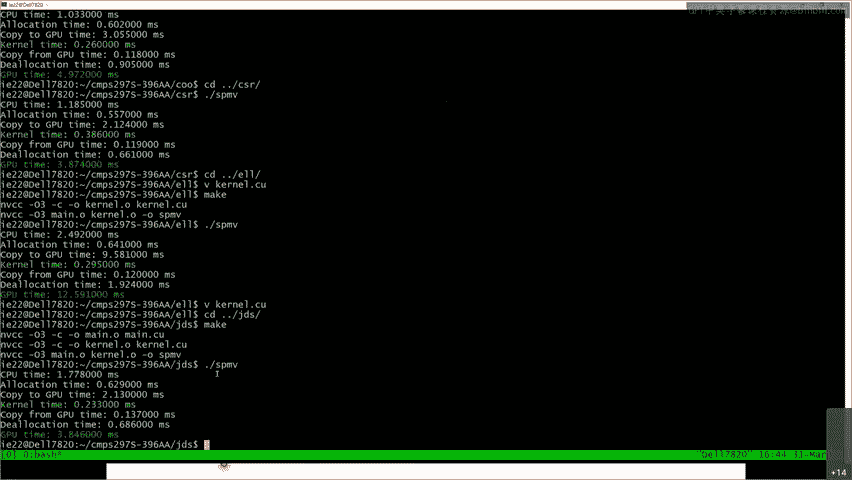 CPU time: 1.033000 ms
Allocation time: 0.602000 ms
Copy to GPU time: 3.055000 ms
Kernel time: 0.260000 ms
Copy from GPU time: 0.118000 ms
Deallocation time: 0.905000 ms
GPU time: 4.972000 ms
ie22@Dell7820:~/cmps297S-396AA/coo$ cd ../csr/
ie22@Dell7820:~/cmps297S-396AA/csr$ ./spmv
CPU time: 1.185000 ms
Allocation time: 0.557000 ms
Copy to GPU time: 2.124000 ms
Kernel time: 0.386000 ms
Copy from GPU time: 0.119000 ms
Deallocation time: 0.661000 ms
GPU time: 3.874000 ms
ie22@Dell7820:~/cmps297S-396AA/csr$ cd ../ell/
ie22@Dell7820:~/cmps297S-396AA/ell$ v kernel.cu
ie22@Dell7820:~/cmps297S-396AA/ell$ make
nvcc -O3 -c -o kernel.o kernel.cu
nvcc -O3 main.o kernel.o -o spmv
ie22@Dell7820:~/cmps297S-396AA/ell$ ./spmv
CPU time: 2.492000 ms
Allocation time: 0.641000 ms
Copy to GPU time: 9.581000 ms
Kernel time: 0.295000 ms
Copy from GPU time: 0.120000 ms
Deallocation time: 1.924000 ms
GPU time: 12.591000 ms
ie22@Dell7820:~/cmps297S-396AA/ell$ v kernel.cu
ie22@Dell7820:~/cmps297S-396AA/ell$ cd ../jds/
ie22@Dell7820:~/cmps297S-396AA/jds$ make
nvcc -O3 -c -o main.o main.cu
nvcc -O3 -c -o kernel.o kernel.cu
nvcc -O3 main.o kernel.o -o spmv
ie22@Dell7820:~/cmps297S-396AA/jds$ ./spmv
CPU time: 1.778000 ms
Allocation time: 0.629000 ms
Copy to GPU time: 2.130000 ms
Kernel time: 0.233000 ms
Copy from GPU time: 0.137000 ms
Deallocation time: 0.686000 ms
GPU time: 3.846000 ms
ie22@Dell7820:~/cmps297S-396AA/jds$
[0] 0:bash* "Dell7820" 16:44 31-Mar
+14